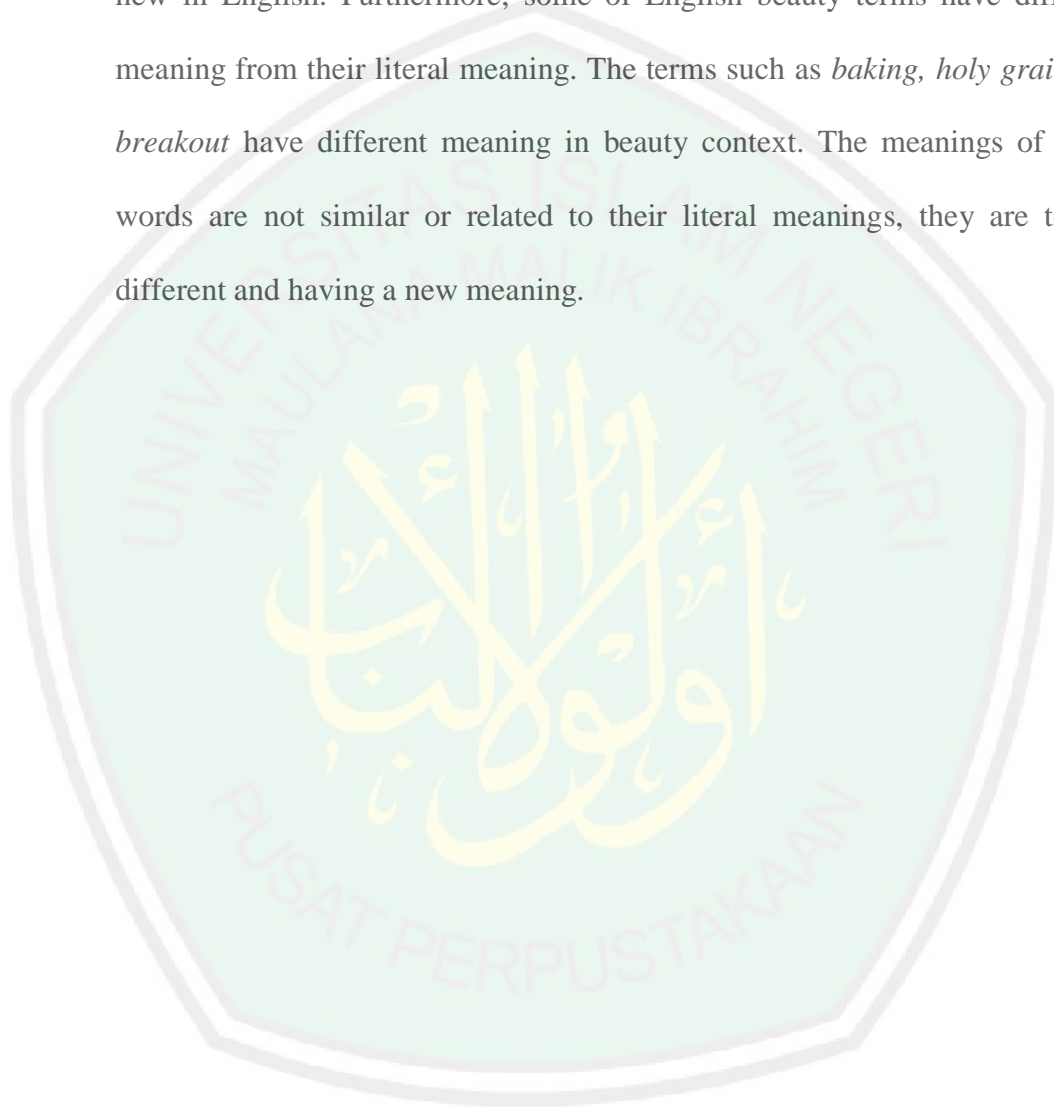 new in English. Furthermore, some of English beauty terms have
meaning from their literal meaning. The terms such as baking, holy
breakout have different meaning in beauty context. The meanings of
words are not similar or related to their literal meanings, they are
different and having a new meaning.
UNIVERSITAS ISLAM NEGERI
MAULANA MALIK IBRAHIM
أولوا الألباب
PUSAT PERPUSTAKAAN